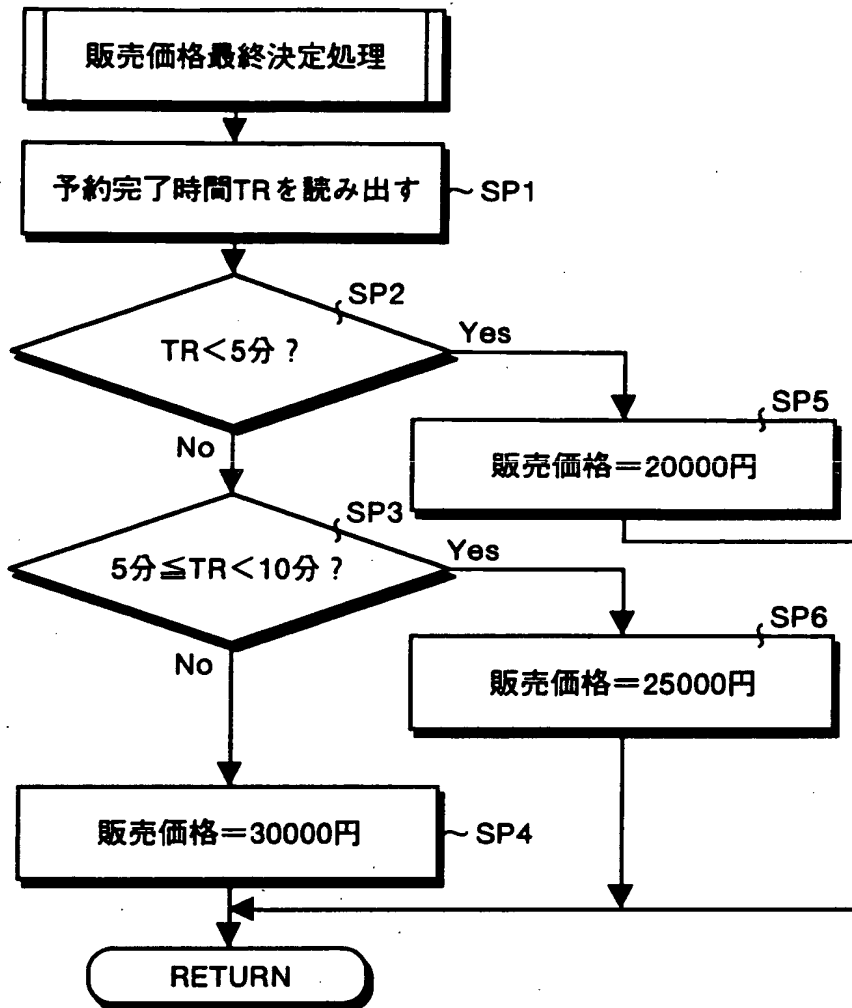 販売価格最終決定処理
予約完了時間TRを読み出す
SP1
SP2
TR＜5分？
Yes
No
SP5
販売価格＝20000円
SP3
5分≦TR＜10分？
Yes
No
SP6
販売価格＝25000円
販売価格＝30000円
SP4
RETURN